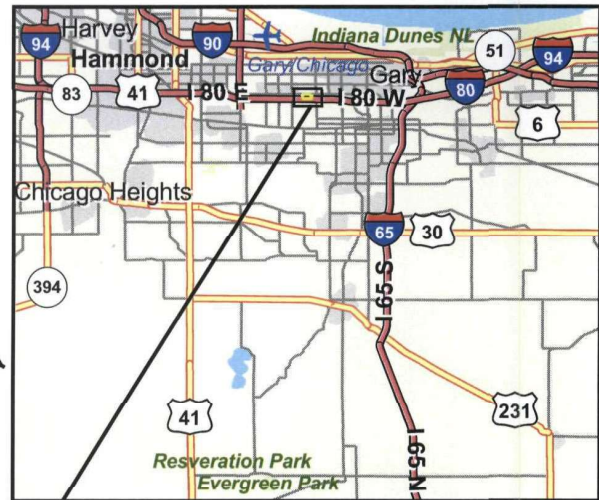 Harvey
94
90
Indiana Dunes NL
51
94
Hammond
Gary/Chicago
Gary
83
41
I 80 E
I 80 W
80
6
Chicago Heights
65
30
394
I 65 S
41
231
I 65 N
Resveration Park
Evergreen Park